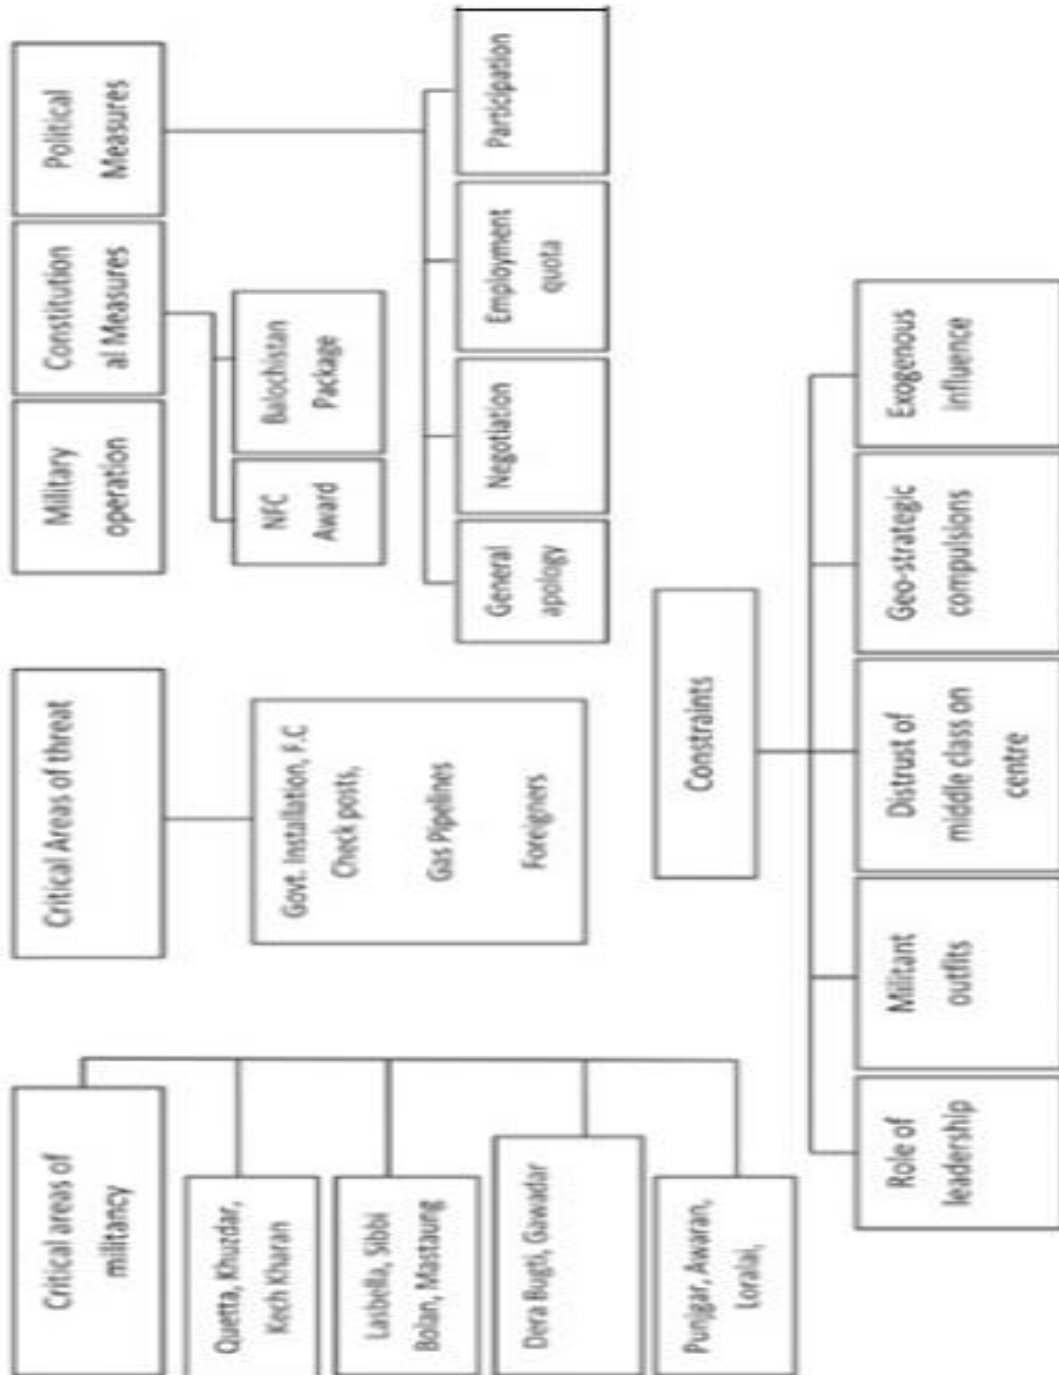 Critical areas of
militancy
Quetta, Khuzdar,
Kech Kharan
Lasbella, Sibbi
Bolan, Mastaung
Dera Bugti, Gawadar
Punjgar, Awaran,
Loralai,
Critical Areas of threat
Govt. Installation, F.C
Check posts,
Gas Pipelines
Foreigners
Military
operation
Constitution
al Measures
Political
Measures
NFC
Award
Balochistan
Package
General
apology
Negotiation
Employment
quota
Participation
Constraints
Role of
leadership
Militant
outfits
Distrust of
middle class on
centre
Geo-strategic
compulsions
Exogenous
influence